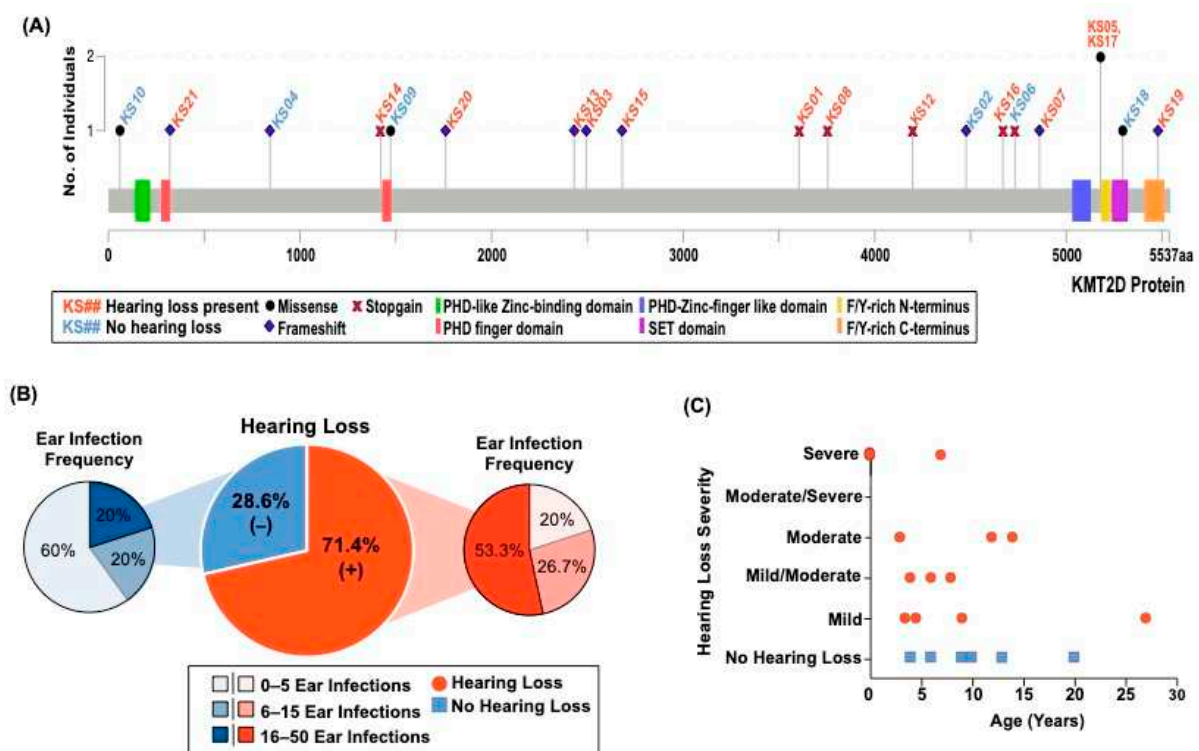 (A)
No. of Individuals
2
1
KS10
KS21
KS04
KS14
KS09
KS20
KS13
KS03
KS15
KS01
KS08
KS12
KS02
KS16
KS06
KS07
KS05,
KS17
KS18
KS19
0
1000
2000
3000
4000
5000
5537aa
KMT2D Protein
KS## Hearing loss present
Missense
Stopgain
PHD-like Zinc-binding domain
PHD-Zinc-finger like domain
F/Y-rich N-terminus
KS## No hearing loss
Frameshift
PHD finger domain
SET domain
F/Y-rich C-terminus
(B)
Hearing Loss
Ear Infection
Frequency
20%
60%
20%
28.6%
(–)
71.4%
(+)
Ear Infection
Frequency
20%
53.3%
26.7%
0–5 Ear Infections
6–15 Ear Infections
16–50 Ear Infections
Hearing Loss
No Hearing Loss
(C)
Hearing Loss Severity
Severe
Moderate/Severe
Moderate
Mild/Moderate
Mild
No Hearing Loss
0
5
10
15
20
25
30
Age (Years)